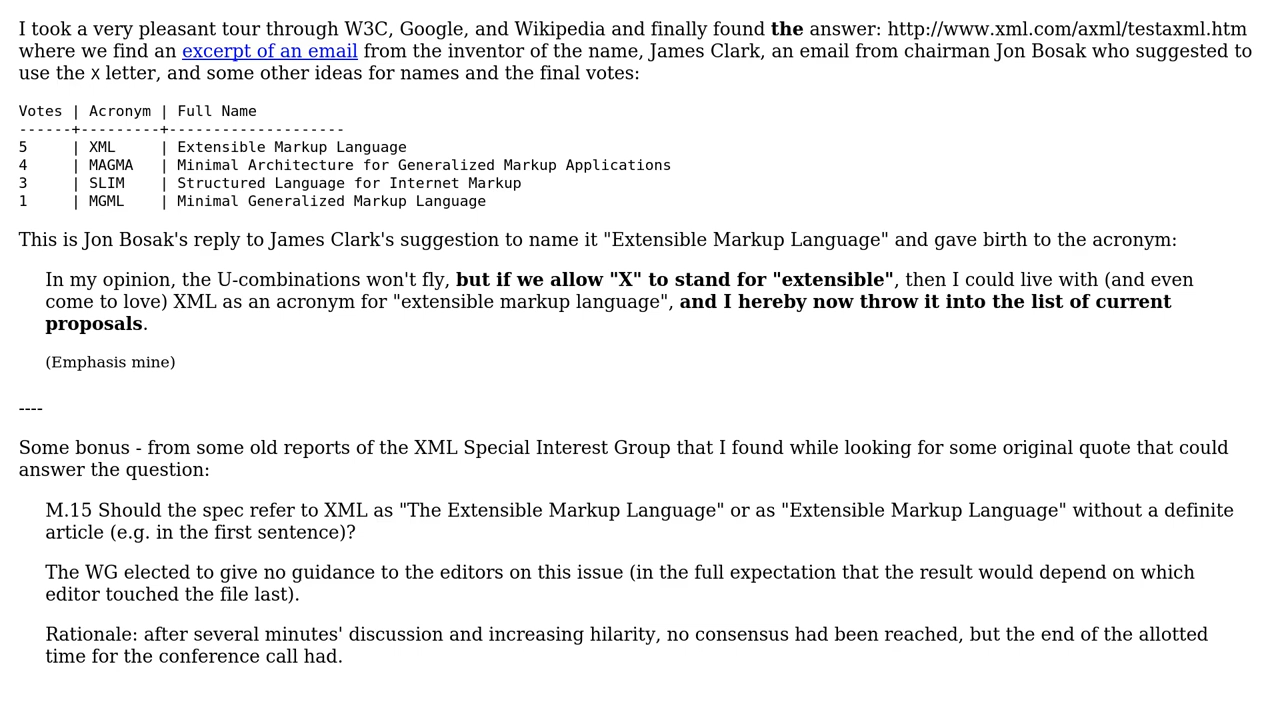 I took a very pleasant tour through W3C, Google, and Wikipedia and finally found the answer: http://www.xml.com/axml/testaxml.htm
where we find an excerpt of an email from the inventor of the name, James Clark, an email from chairman Jon Bosak who suggested to
use the X letter, and some other ideas for names and the final votes:
Votes | Acronym | Full Name
------+---------+--------------------
5     | XML     | Extensible Markup Language
4     | MAGMA   | Minimal Architecture for Generalized Markup Applications
3     | SLIM    | Structured Language for Internet Markup
1     | MGML    | Minimal Generalized Markup Language
This is Jon Bosak's reply to James Clark's suggestion to name it "Extensible Markup Language" and gave birth to the acronym:
In my opinion, the U-combinations won't fly, but if we allow "X" to stand for "extensible", then I could live with (and even
come to love) XML as an acronym for "extensible markup language", and I hereby now throw it into the list of current
proposals.
(Emphasis mine)
----
Some bonus - from some old reports of the XML Special Interest Group that I found while looking for some original quote that could
answer the question:
M.15 Should the spec refer to XML as "The Extensible Markup Language" or as "Extensible Markup Language" without a definite
article (e.g. in the first sentence)?
The WG elected to give no guidance to the editors on this issue (in the full expectation that the result would depend on which
editor touched the file last).
Rationale: after several minutes' discussion and increasing hilarity, no consensus had been reached, but the end of the allotted
time for the conference call had.